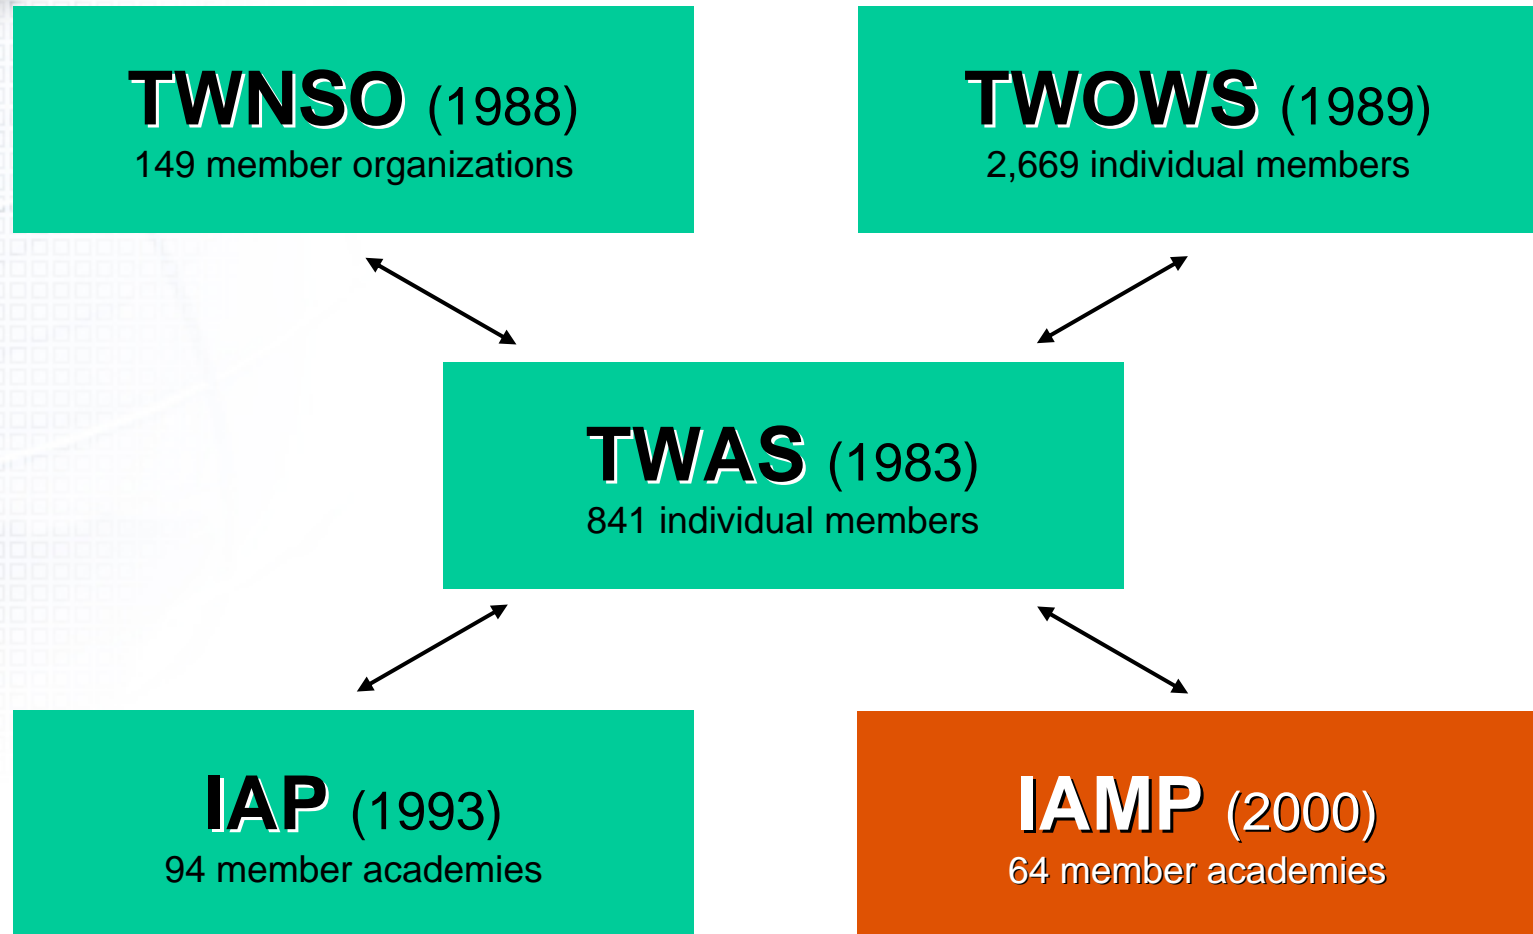 TWNSO (1988)
149 member organizations
TWOWS (1989)
2,669 individual members
TWAS (1983)
841 individual members
IAP (1993)
94 member academies
IAMP (2000)
64 member academies